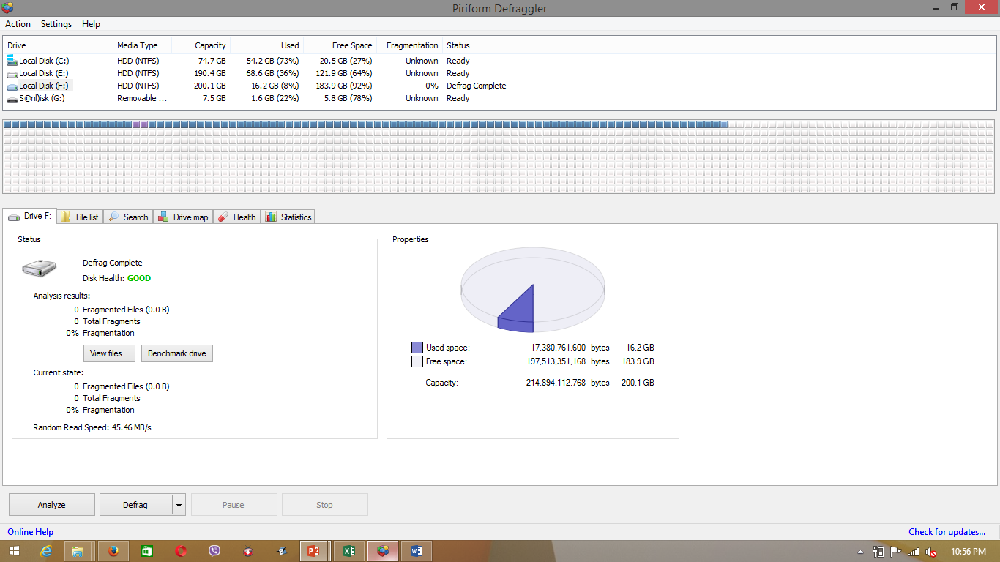 Piriform Defraggler
Action Settings Help
Drive Media Type Capacity Used Free Space Fragmentation Status
Local Disk (C:) HDD (NTFS) 74.7 GB 54.2 GB (73%) 20.5 GB (27%) Unknown Ready
Local Disk (E:) HDD (NTFS) 190.4 GB 68.6 GB (36%) 121.9 GB (64%) Unknown Ready
Local Disk (F:) HDD (NTFS) 200.1 GB 16.2 GB (8%) 183.9 GB (92%) 0% Defrag Complete
S@nl)isk (G:) Removable ... 7.5 GB 1.6 GB (22%) 5.8 GB (78%) Unknown Ready
Drive F: File list Search Drive map Health Statistics
Status
Defrag Complete
Disk Health: GOOD
Analysis results:
0 Fragmented Files (0.0 B)
0 Total Fragments
0% Fragmentation
View files... Benchmark drive
Current state:
0 Fragmented Files (0.0 B)
0 Total Fragments
0% Fragmentation
Random Read Speed: 45.46 MB/s
Properties
Used space: 17,380,761,600 bytes 16.2 GB
Free space: 197,513,351,168 bytes 183.9 GB
Capacity: 214,894,112,768 bytes 200.1 GB
Analyze Defrag Pause Stop
Online Help Check for updates...
10:56 PM